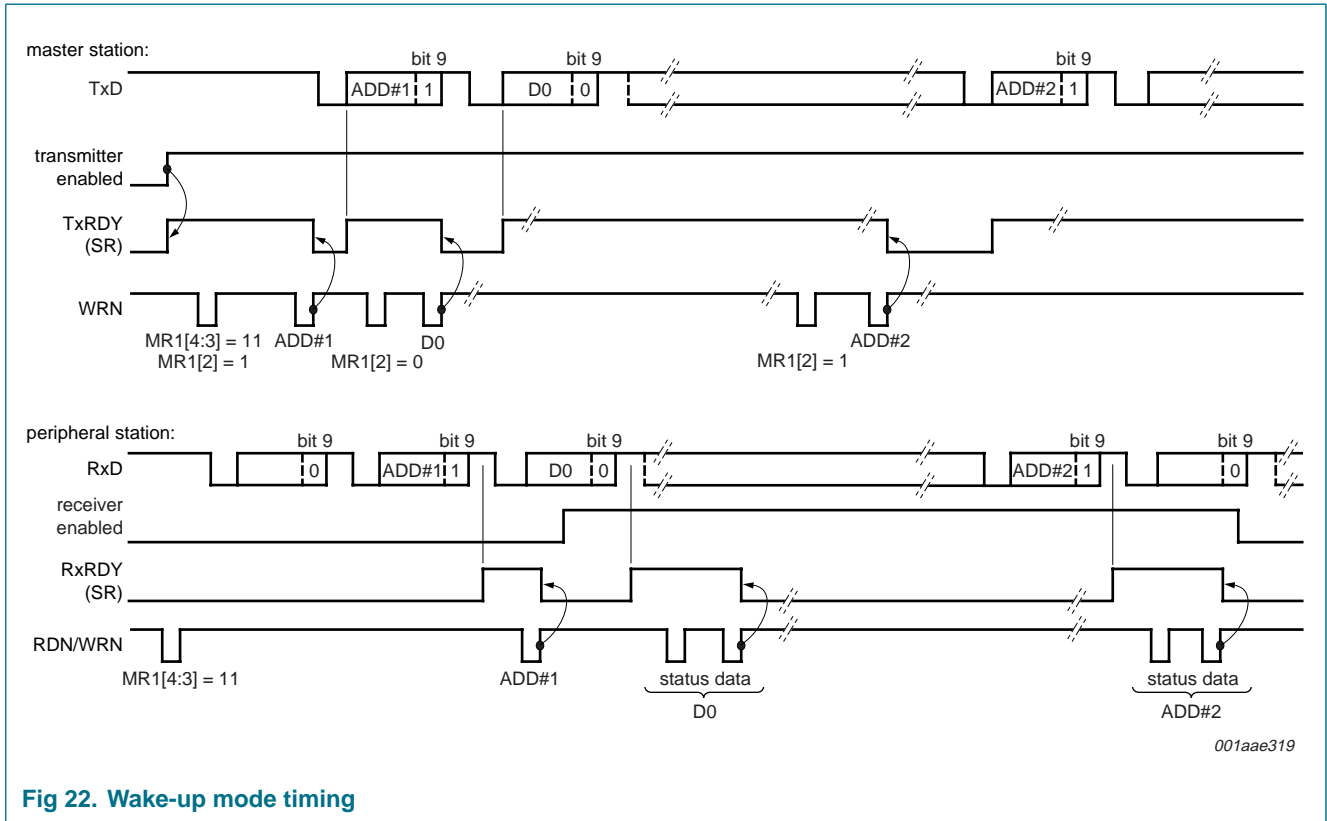 master station:
bit 9 bit 9 bit 9
TxD ADD#1 1 D0 0 ADD#2 1
transmitter
enabled
TxRDY
(SR)
WRN
MR1[4:3] = 11 ADD#1 D0 ADD#2
MR1[2] = 1 MR1[2] = 0 MR1[2] = 1
peripheral station:
bit 9 bit 9 bit 9 bit 9 bit 9
RxD 0 ADD#1 1 D0 0 ADD#2 1 0
receiver
enabled
RxRDY
(SR)
RDN/WRN
MR1[4:3] = 11 ADD#1 status data status data
D0 ADD#2
001aae319
Fig 22. Wake-up mode timing